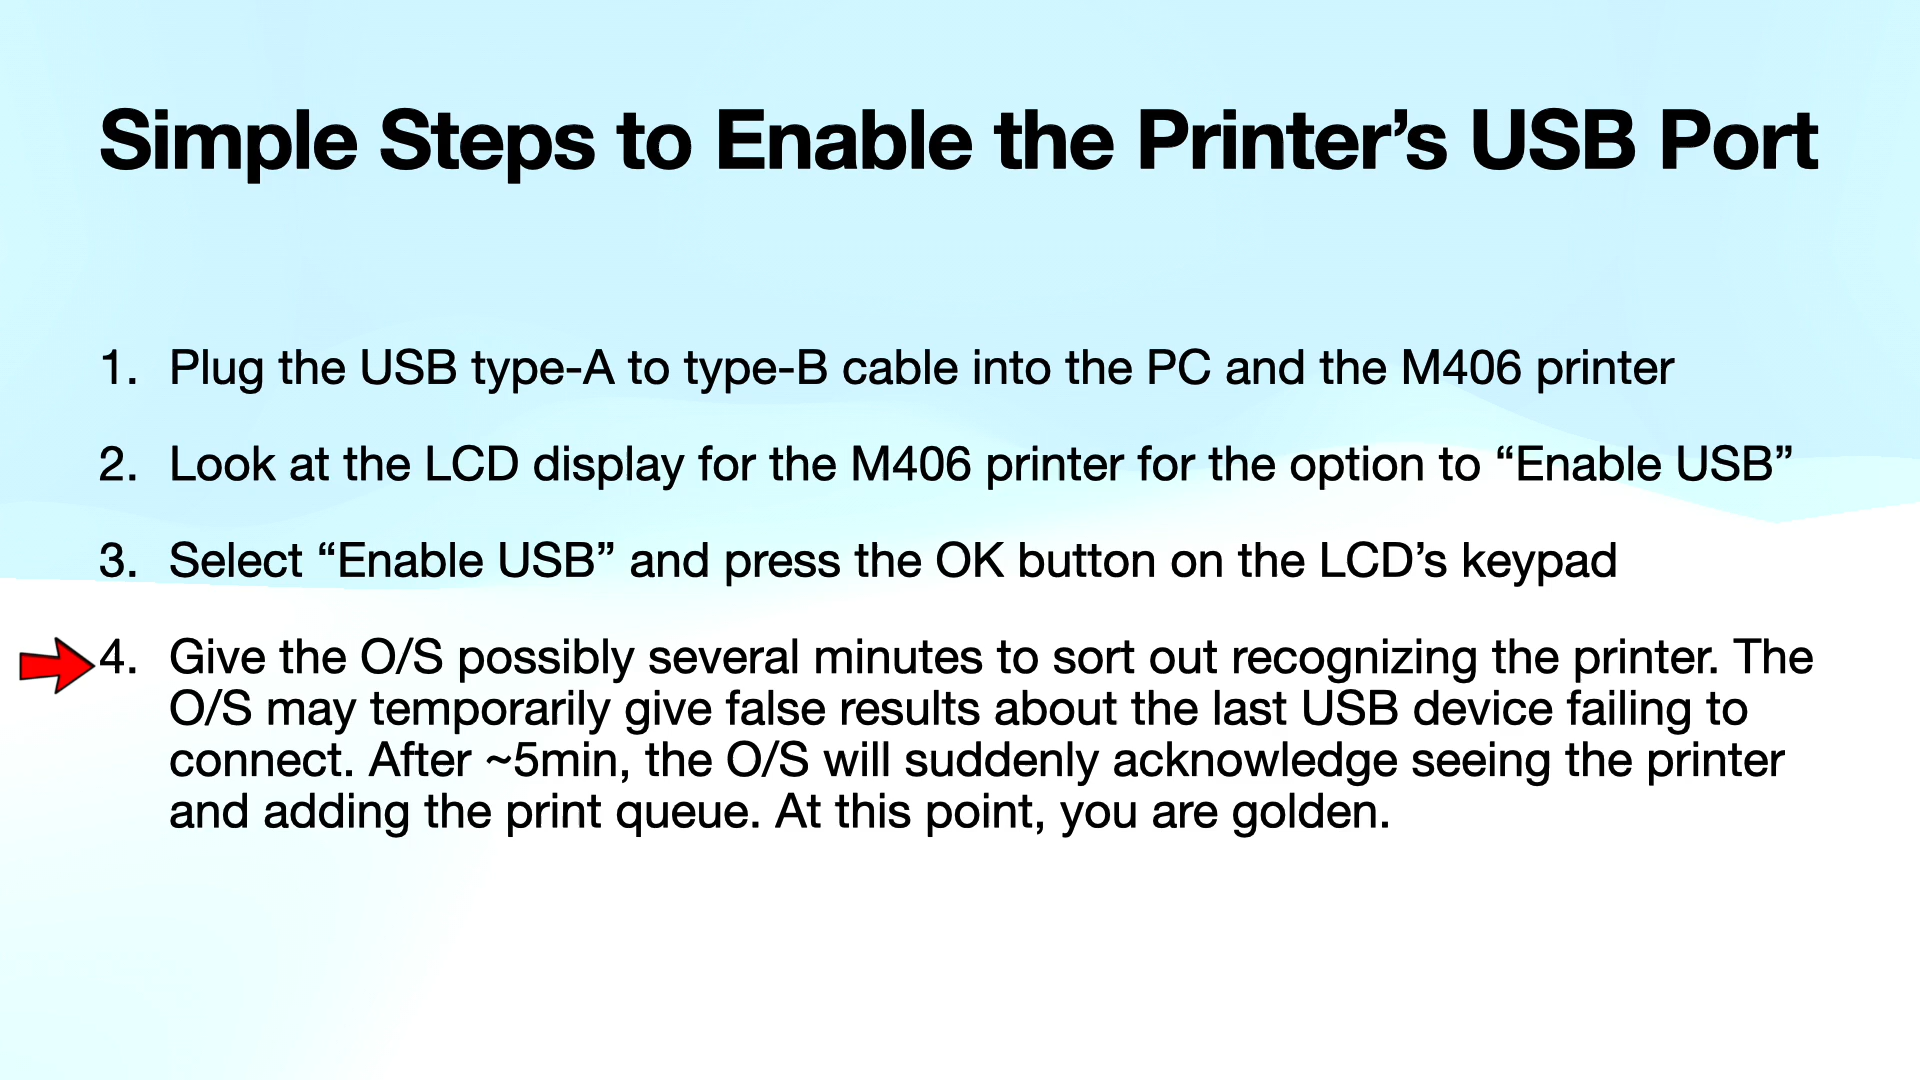 Simple Steps to Enable the Printer’s USB Port
1. Plug the USB type-A to type-B cable into the PC and the M406 printer
2. Look at the LCD display for the M406 printer for the option to “Enable USB”
3. Select “Enable USB” and press the OK button on the LCD’s keypad
4. Give the O/S possibly several minutes to sort out recognizing the printer. The
O/S may temporarily give false results about the last USB device failing to
connect. After ~5min, the O/S will suddenly acknowledge seeing the printer
and adding the print queue. At this point, you are golden.